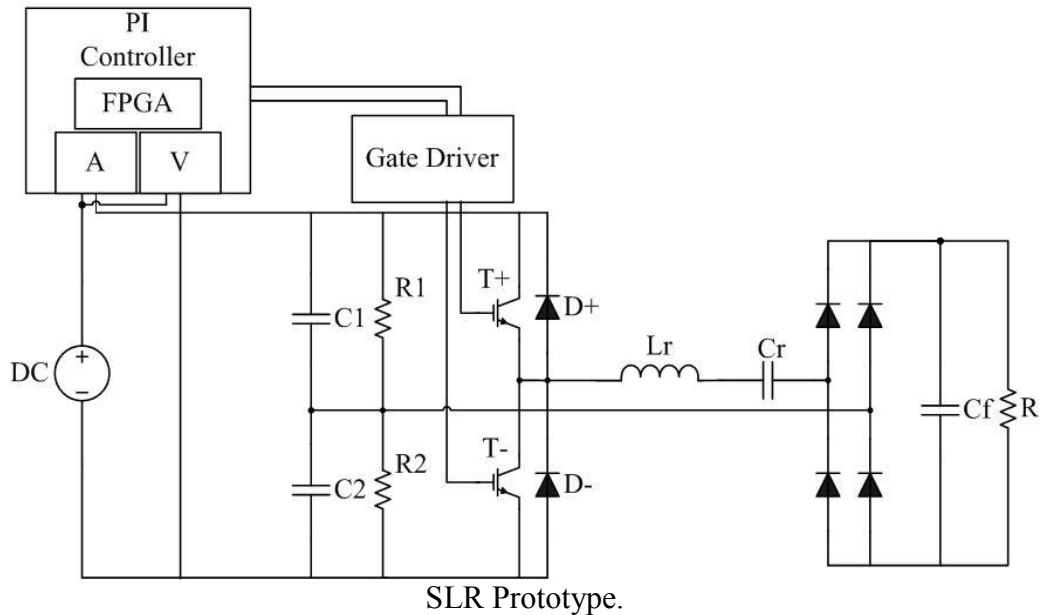 PI
Controller
FPGA
A
V
Gate Driver
DC
+
−
C1
R1
C2
R2
T+
D+
T-
D-
Lr
Cr
Cf
R
SLR Prototype.